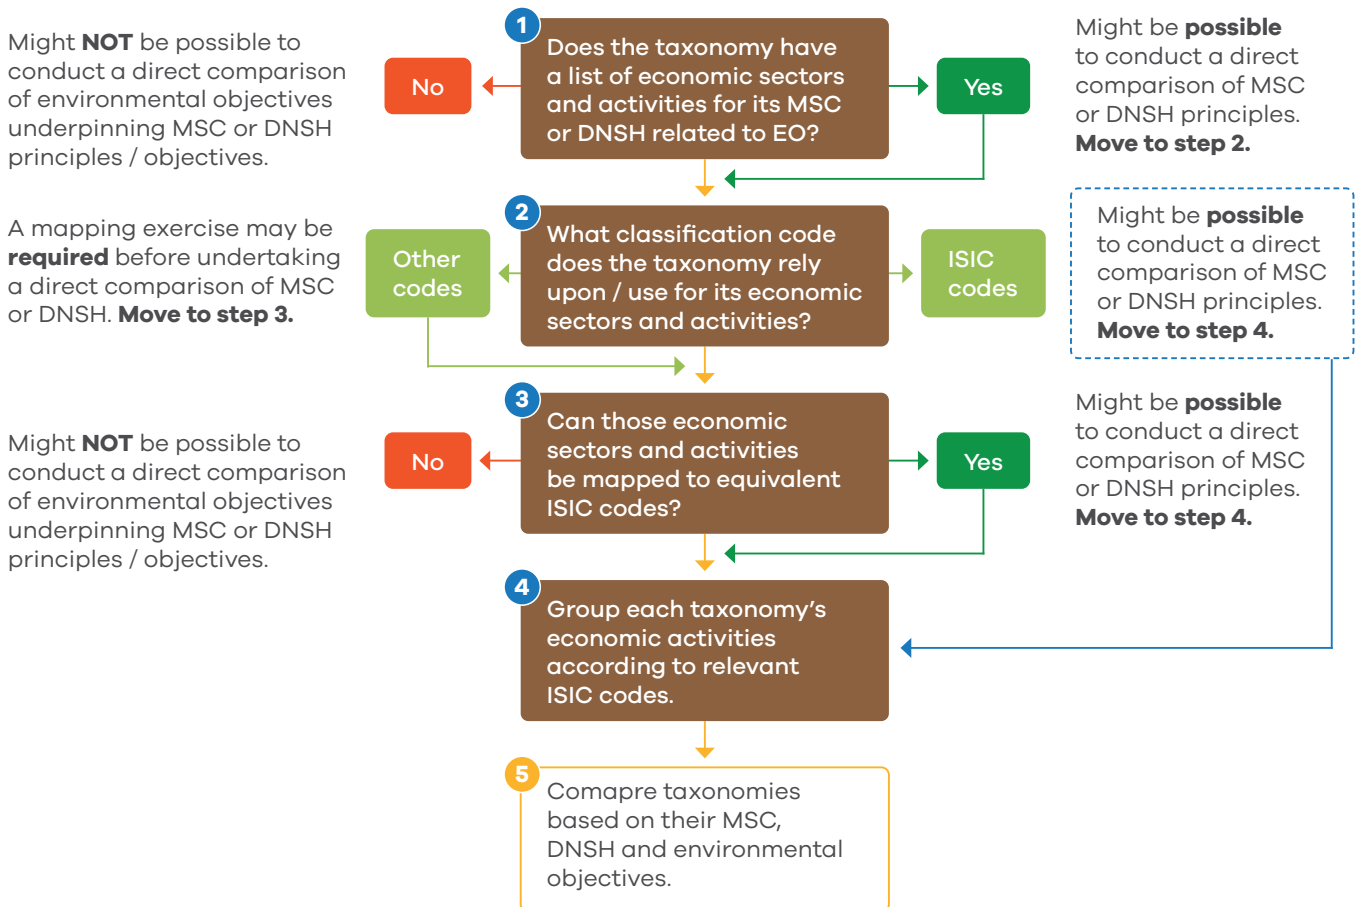 Might NOT be possible to
conduct a direct comparison
of environmental objectives
underpinning MSC or DNSH
principles / objectives.
No
1
Does the taxonomy have
a list of economic sectors
and activities for its MSC
or DNSH related to EO?
Yes
Might be possible
to conduct a direct
comparison of MSC
or DNSH principles.
Move to step 2.
A mapping exercise may be
required before undertaking
a direct comparison of MSC
or DNSH. Move to step 3.
Other
codes
2
What classification code
does the taxonomy rely
upon / use for its economic
sectors and activities?
ISIC
codes
Might be possible
to conduct a direct
comparison of MSC
or DNSH principles.
Move to step 4.
Might NOT be possible to
conduct a direct comparison
of environmental objectives
underpinning MSC or DNSH
principles / objectives.
No
3
Can those economic
sectors and activities
be mapped to equivalent
ISIC codes?
Yes
Might be possible
to conduct a direct
comparison of MSC
or DNSH principles.
Move to step 4.
4
Group each taxonomy’s
economic activities
according to relevant
ISIC codes.
5
Comapre taxonomies
based on their MSC,
DNSH and environmental
objectives.